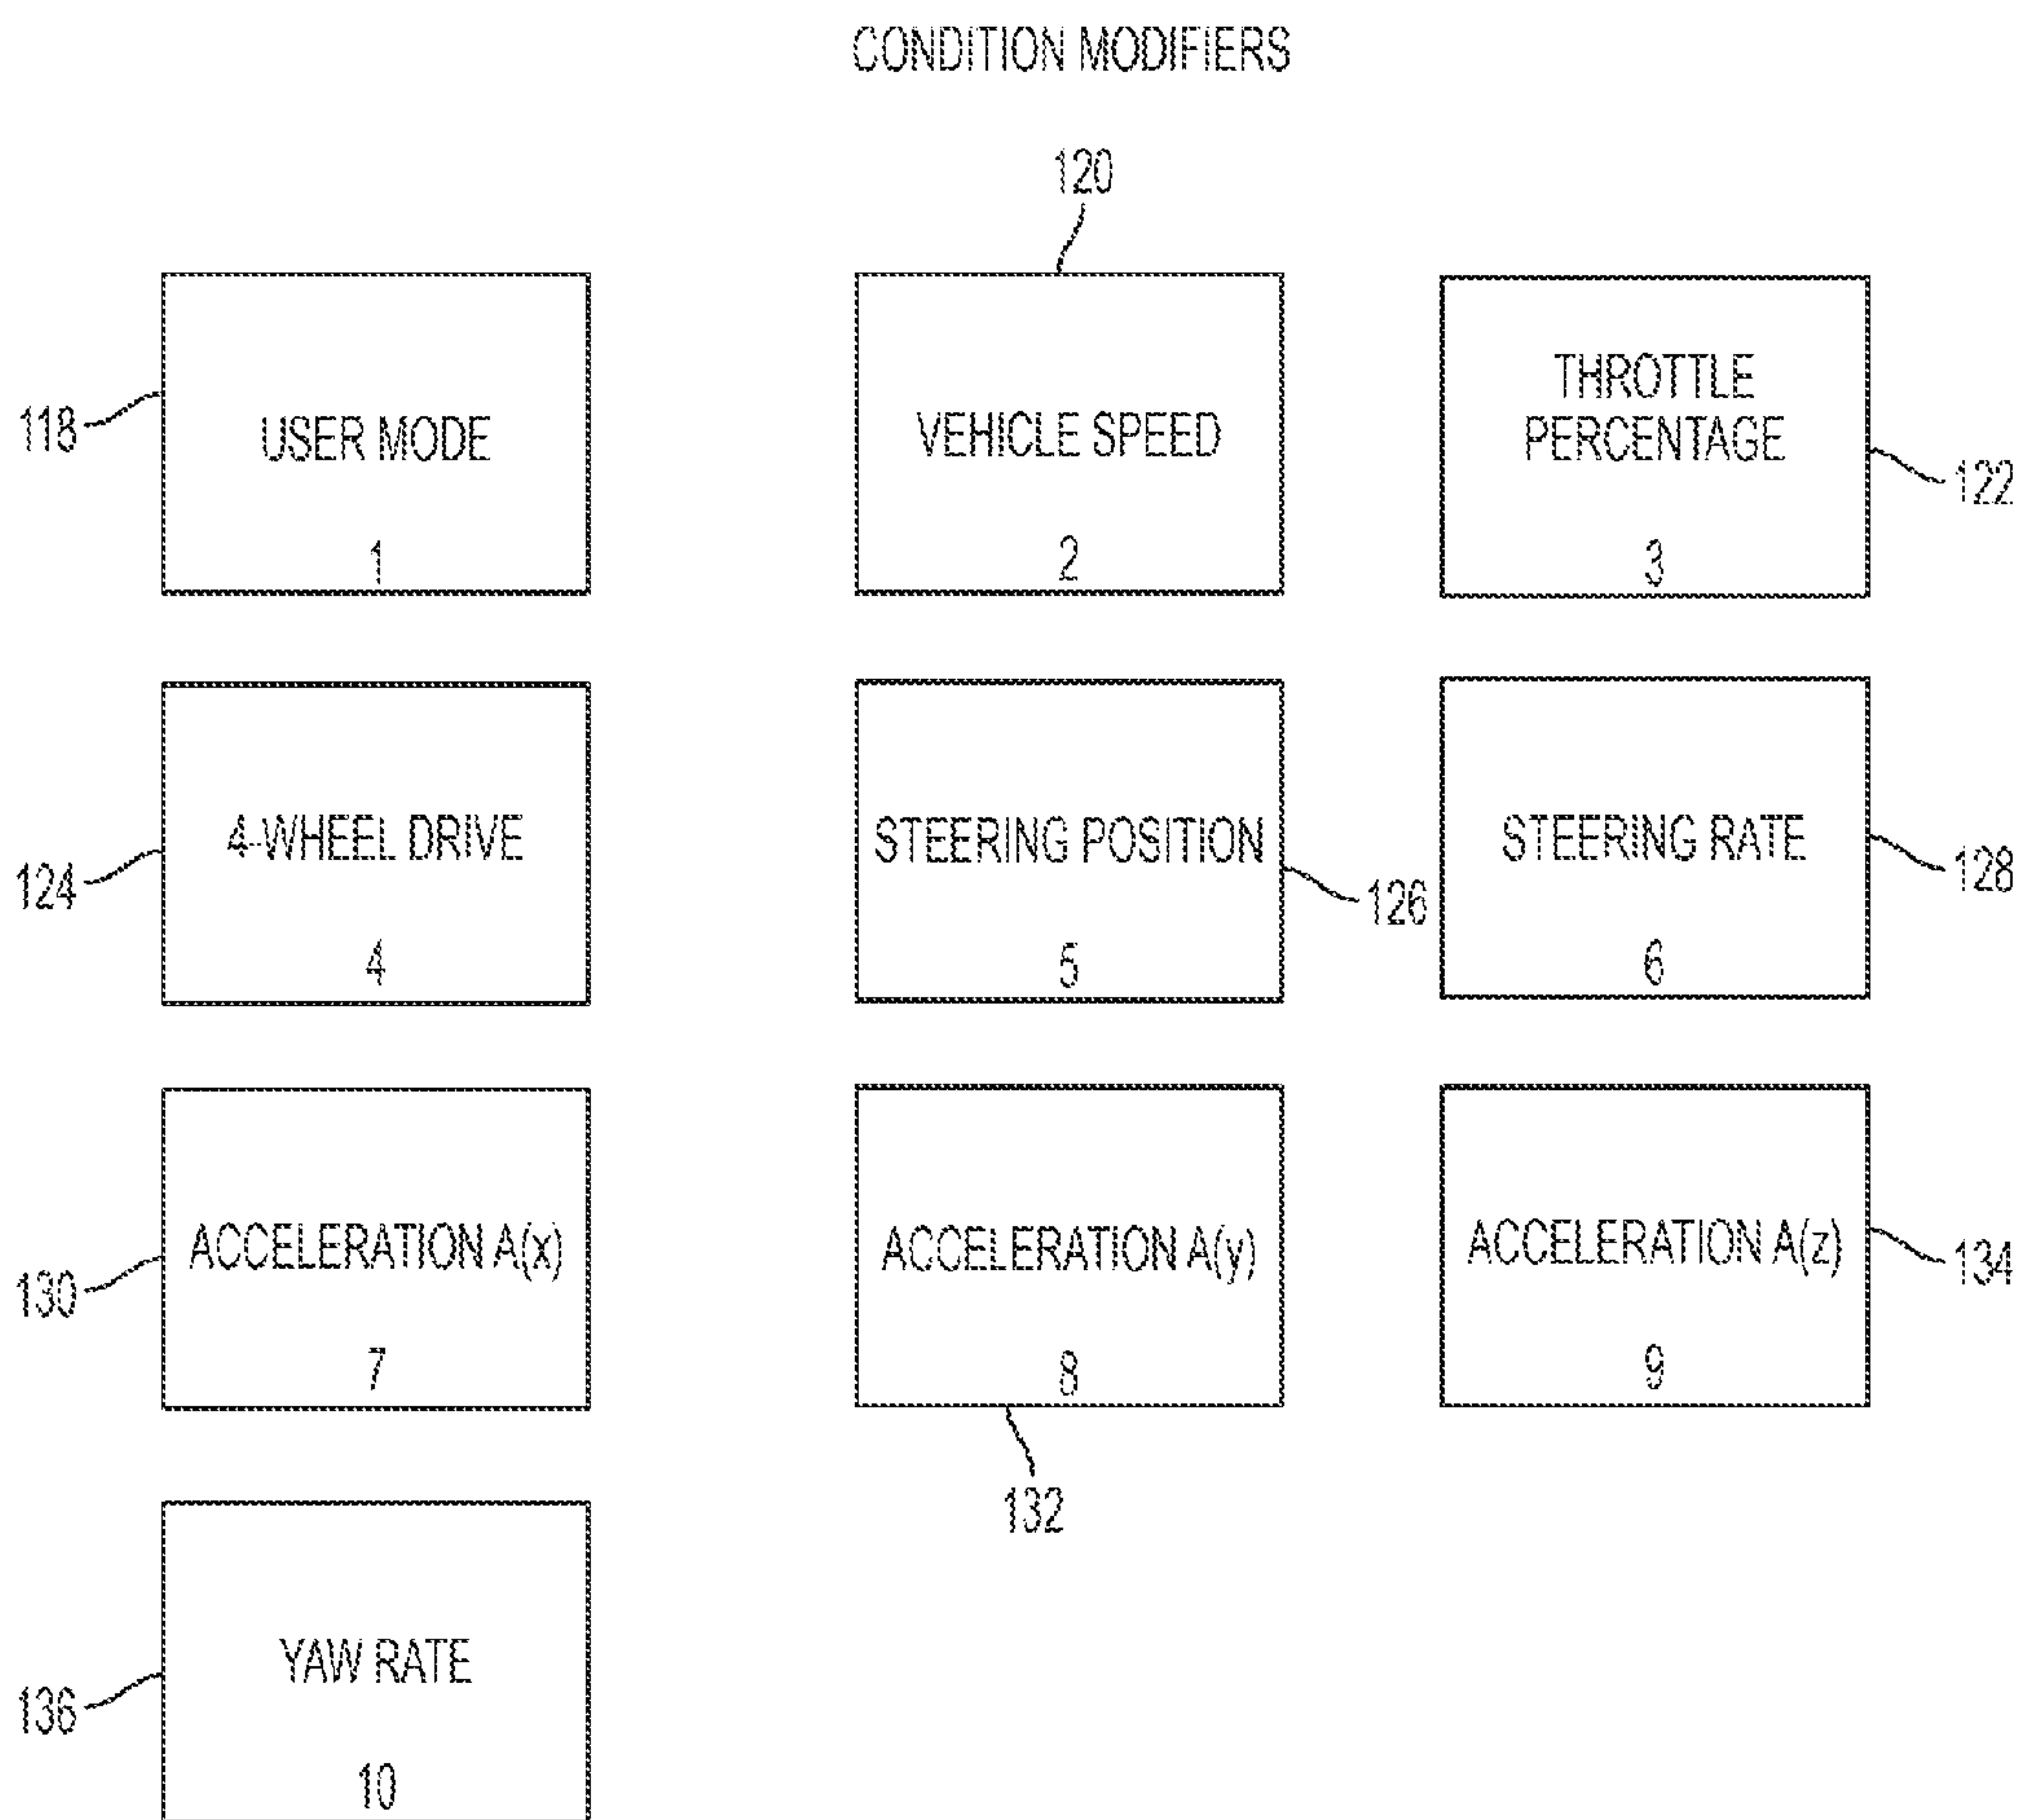 CONDITION MODIFIERS
120
118
USER MODE
1
VEHICLE SPEED
2
THROTTLE
PERCENTAGE
3
122
124
4-WHEEL DRIVE
4
STEERING POSITION
5
126
STEERING RATE
6
128
130
ACCELERATION A(x)
7
ACCELERATION A(y)
8
132
ACCELERATION A(z)
9
134
136
YAW RATE
10